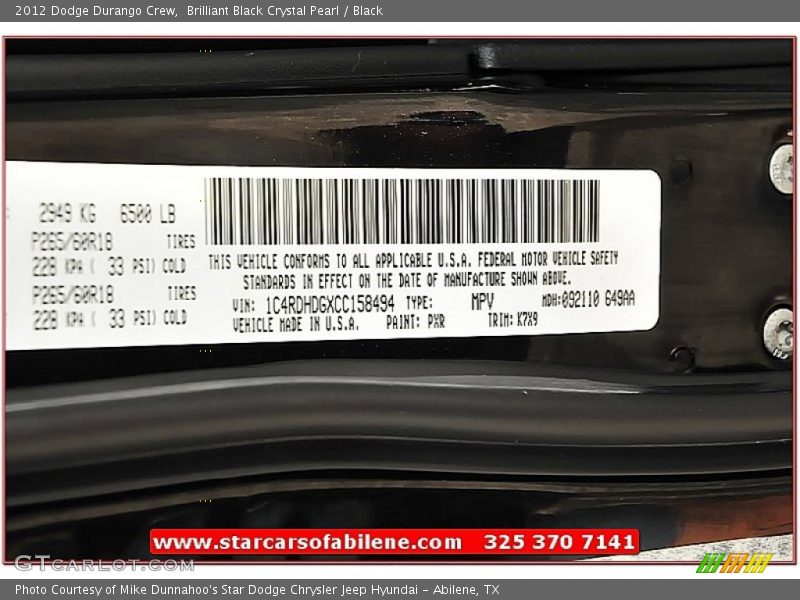 2012 Dodge Durango Crew, Brilliant Black Crystal Pearl / Black
2949 KG 6500 LB
P265/60R18 TIRES
228 KPA ( 33 PSI) COLD
P265/60R18 TIRES
228 KPA ( 33 PSI) COLD
THIS VEHICLE CONFORMS TO ALL APPLICABLE U.S.A. FEDERAL MOTOR VEHICLE SAFETY
STANDARDS IN EFFECT ON THE DATE OF MANUFACTURE SHOWN ABOVE.
VIN: 1C4RDHDGXCC158494 TYPE: MPV MDH:092110 649AA
VEHICLE MADE IN U.S.A. PAINT: PXR TRIM: K7X9
www.starcarsofabilene.com 325 370 7141
GTcarlot.com
Photo Courtesy of Mike Dunnahoo's Star Dodge Chrysler Jeep Hyundai – Abilene, TX